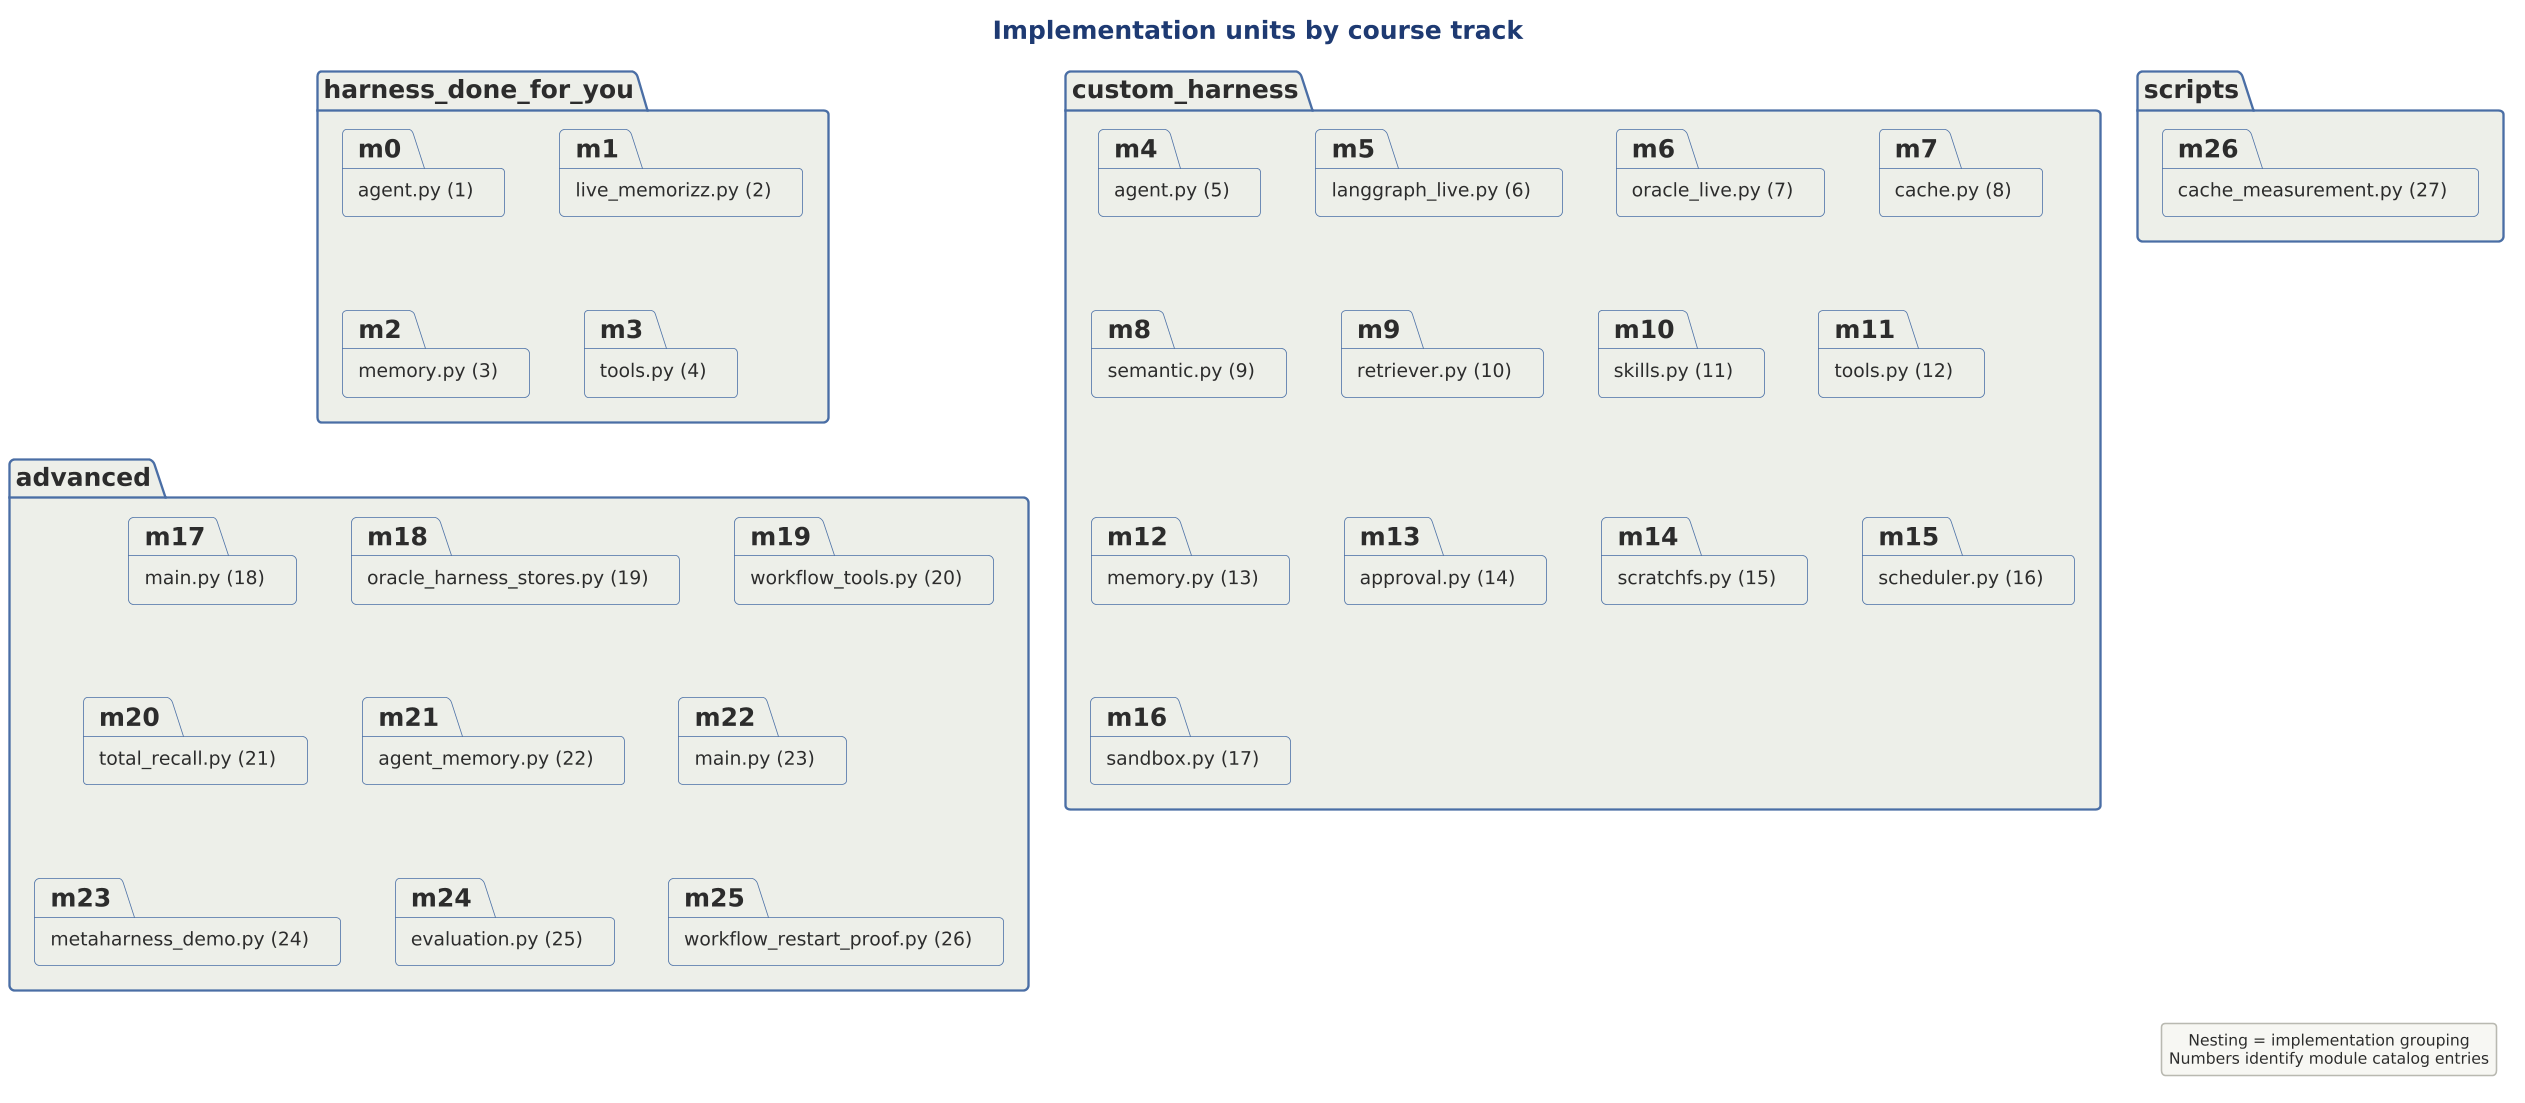 Implementation units by course track
harness_done_for_you
m0
agent.py (1)
m1
live_memorizz.py (2)
m2
memory.py (3)
m3
tools.py (4)
custom_harness
m4
agent.py (5)
m5
langgraph_live.py (6)
m6
oracle_live.py (7)
m7
cache.py (8)
m8
semantic.py (9)
m9
retriever.py (10)
m10
skills.py (11)
m11
tools.py (12)
m12
memory.py (13)
m13
approval.py (14)
m14
scratchfs.py (15)
m15
scheduler.py (16)
m16
sandbox.py (17)
scripts
m26
cache_measurement.py (27)
advanced
m17
main.py (18)
m18
oracle_harness_stores.py (19)
m19
workflow_tools.py (20)
m20
total_recall.py (21)
m21
agent_memory.py (22)
m22
main.py (23)
m23
metaharness_demo.py (24)
m24
evaluation.py (25)
m25
workflow_restart_proof.py (26)
Nesting = implementation grouping
Numbers identify module catalog entries